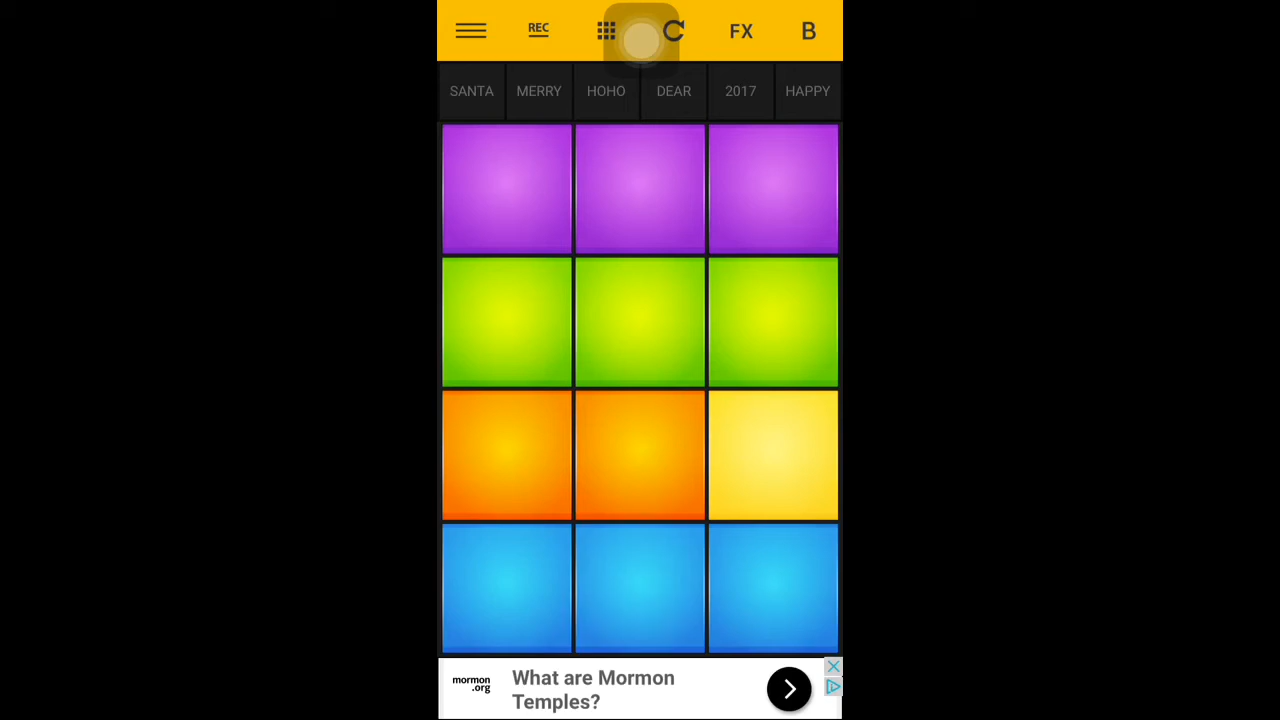 REC
FX
B
SANTA
MERRY
HOHO
DEAR
2017
HAPPY
mormon
.org
What are Mormon
Temples?